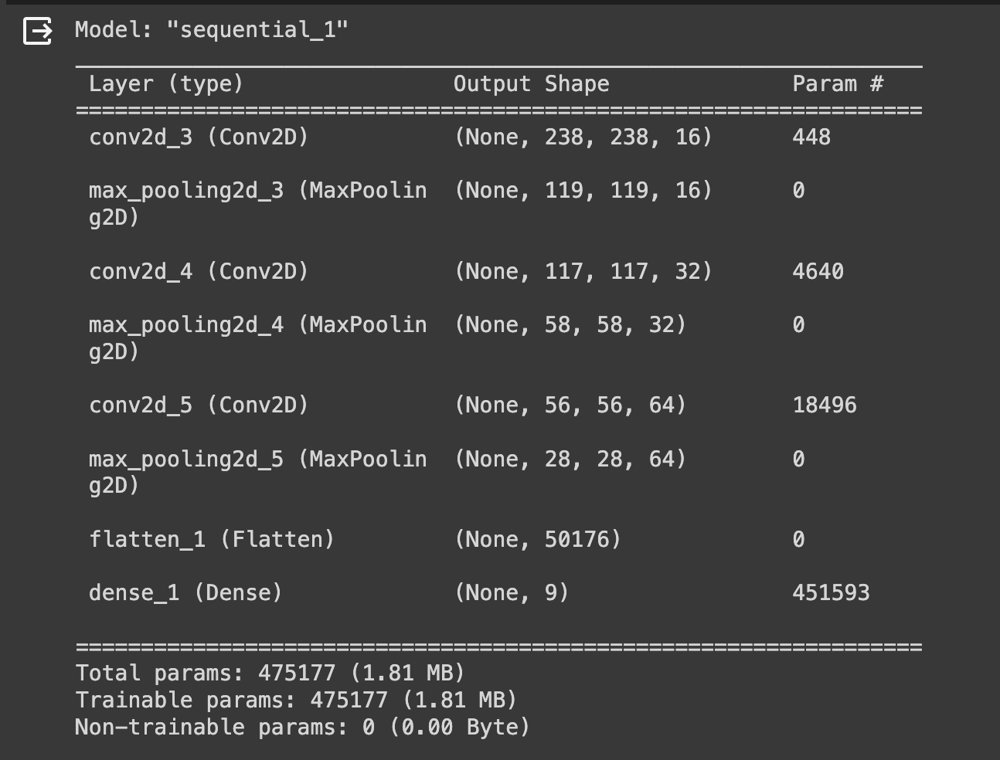 Model: "sequential_1"
Layer (type) Output Shape Param #
=================================================================
conv2d_3 (Conv2D) (None, 238, 238, 16) 448
max_pooling2d_3 (MaxPoolin (None, 119, 119, 16) 0
g2D)
conv2d_4 (Conv2D) (None, 117, 117, 32) 4640
max_pooling2d_4 (MaxPoolin (None, 58, 58, 32) 0
g2D)
conv2d_5 (Conv2D) (None, 56, 56, 64) 18496
max_pooling2d_5 (MaxPoolin (None, 28, 28, 64) 0
g2D)
flatten_1 (Flatten) (None, 50176) 0
dense_1 (Dense) (None, 9) 451593
=================================================================
Total params: 475177 (1.81 MB)
Trainable params: 475177 (1.81 MB)
Non-trainable params: 0 (0.00 Byte)